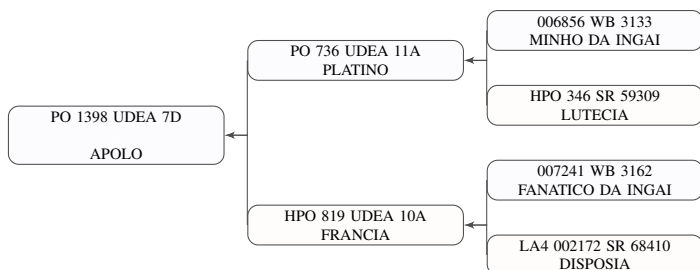 006856 WB 3133
MINHO DA INGAI
PO 736 UDEA 11A
PLATINO
HPO 346 SR 59309
LUTECIA
PO 1398 UDEA 7D
APOLO
007241 WB 3162
FANATICO DA INGAI
HPO 819 UDEA 10A
FRANCIA
LA4 002172 SR 68410
DISPOSIA